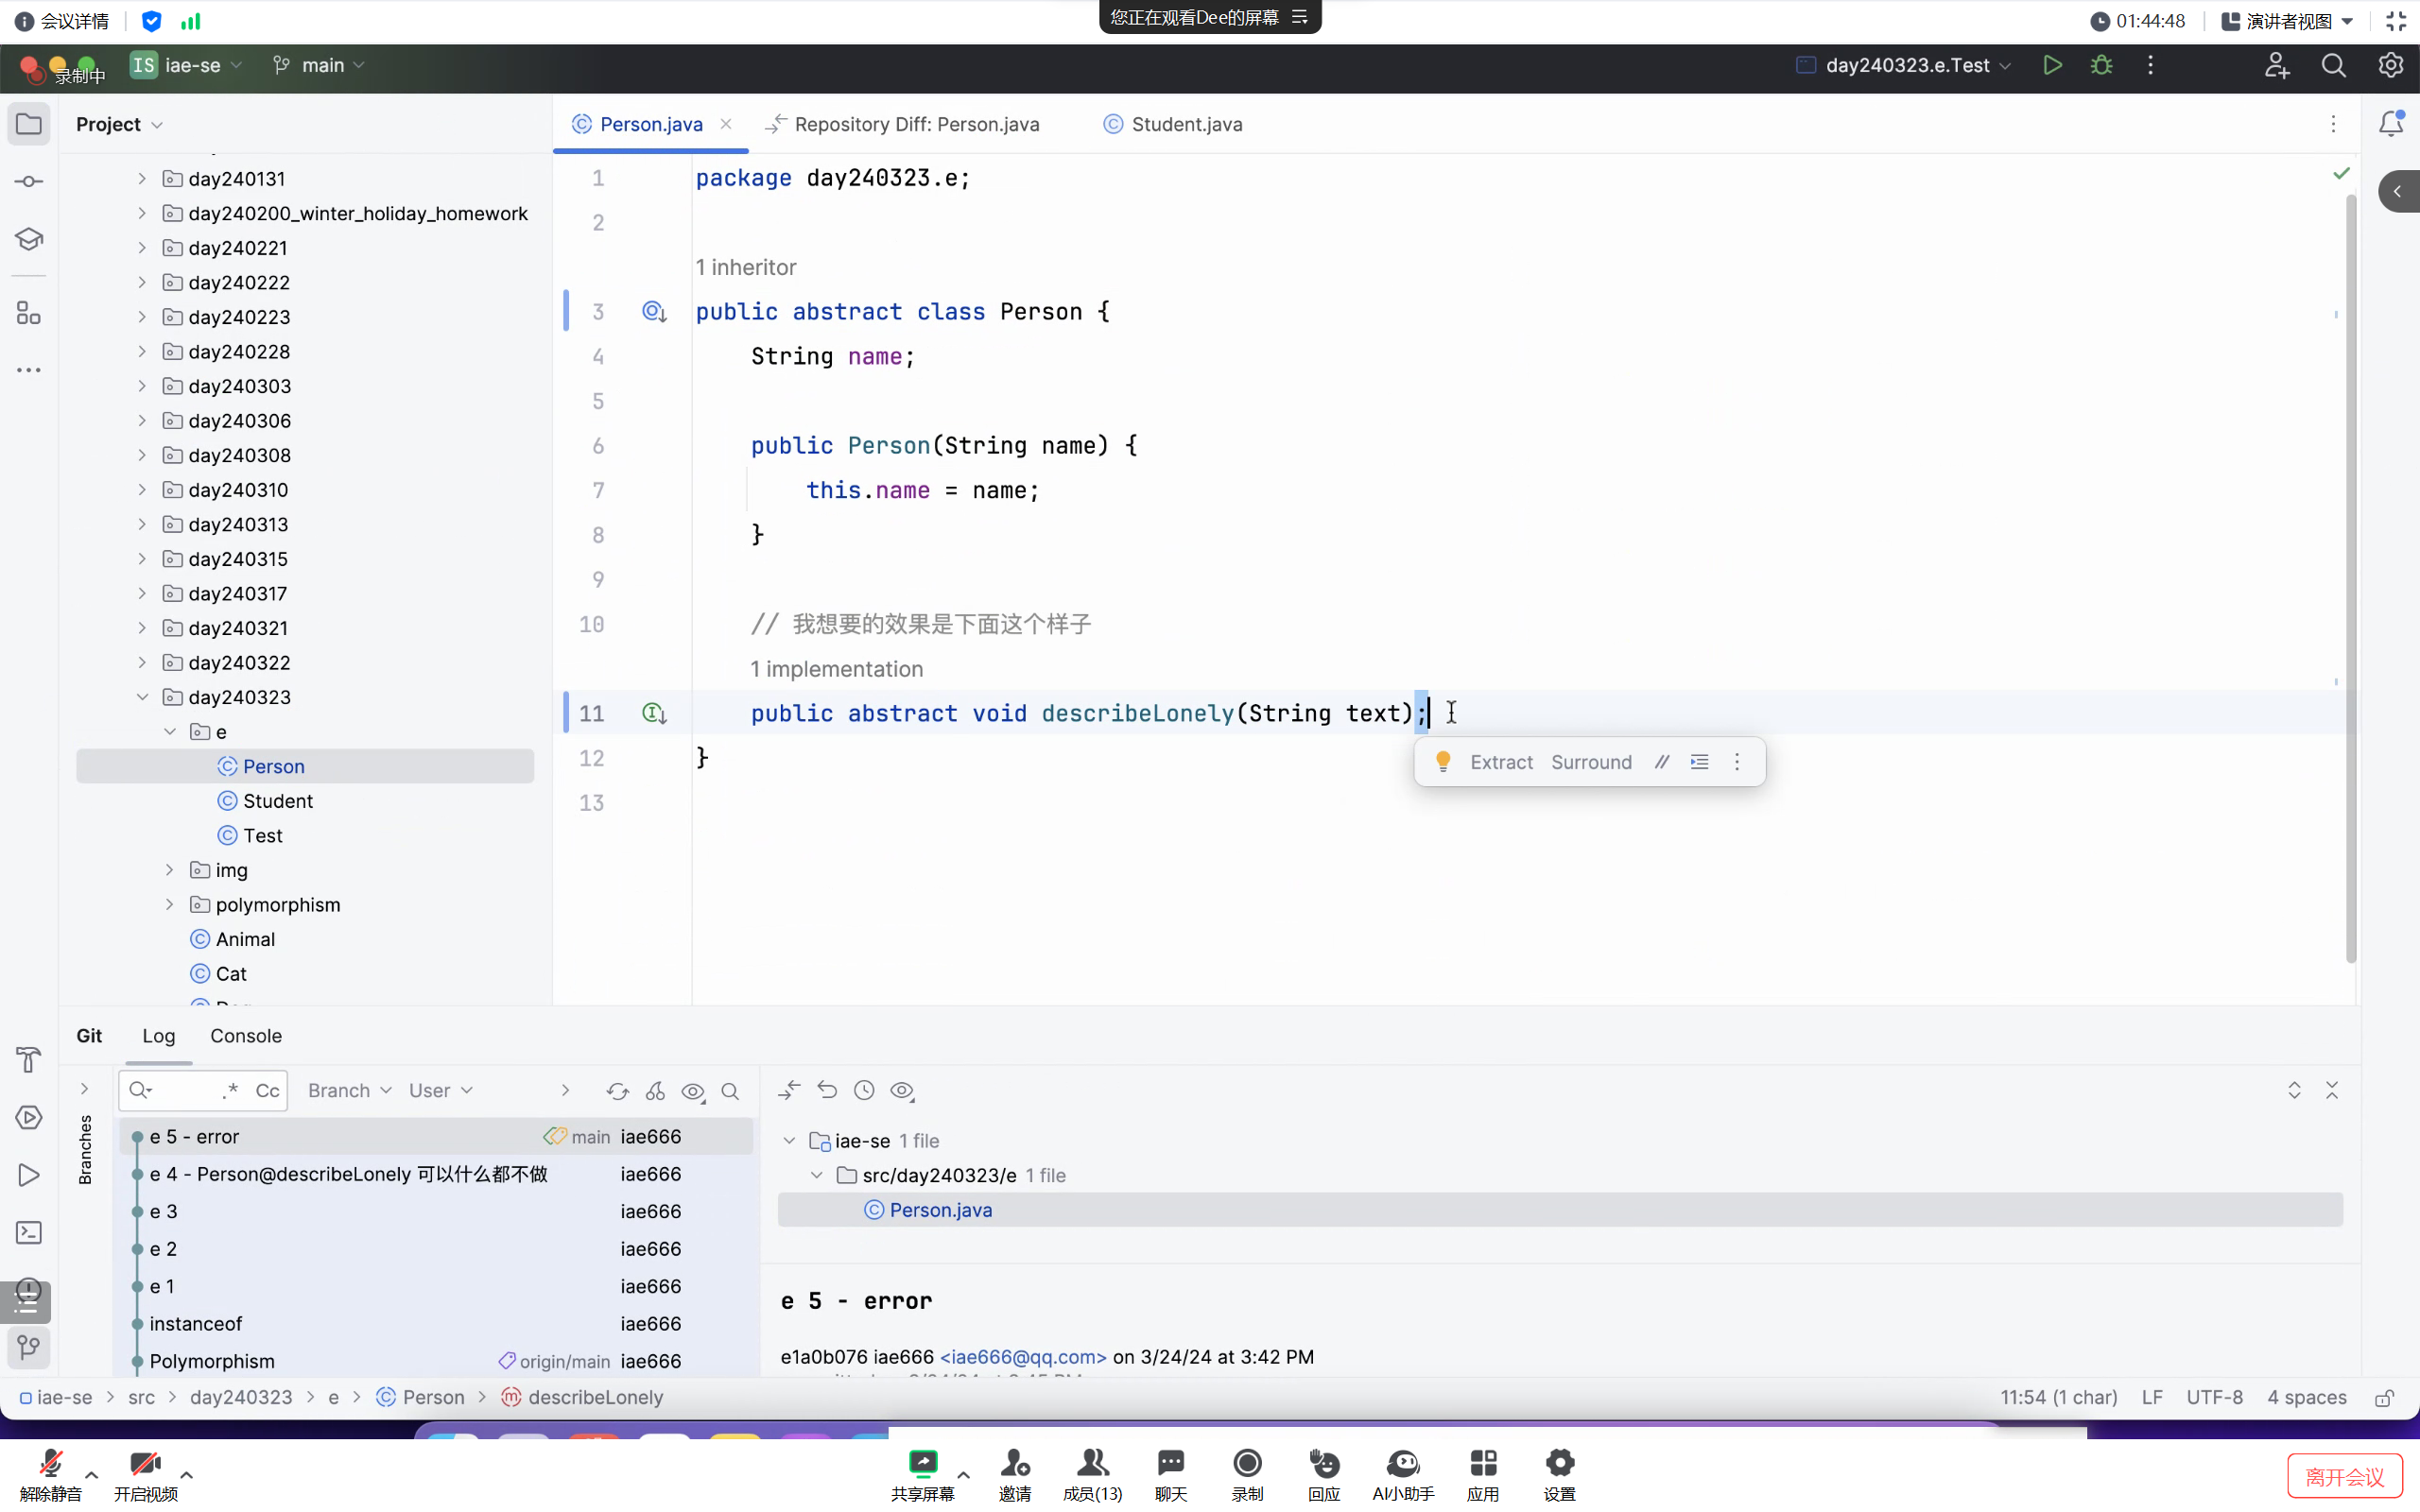 会议详情
您正在观看Dee的屏幕
01:44:48
演讲者视图
录制中
IS iae-se
main
day240323.e.Test
Project
Person.java
Repository Diff: Person.java
Student.java
day240131
day240200_winter_holiday_homework
day240221
day240222
day240223
day240228
day240303
day240306
day240308
day240310
day240313
day240315
day240317
day240321
day240322
day240323
e
Person
Student
Test
img
polymorphism
Animal
Cat
1 package day240323.e;
2
1 inheritor
3 public abstract class Person {
4 String name;
5
6 public Person(String name) {
7 this.name = name;
8 }
9
10 // 我想要的效果是下面这个样子
1 implementation
11 public abstract void describeLonely(String text);
12 }
13
Extract Surround //
Git Log Console
Branches
.* Cc Branch User
e 5 - error main iae666
e 4 - Person@describeLonely 可以什么都不做 iae666
e 3 iae666
e 2 iae666
e 1 iae666
instanceof iae666
Polymorphism origin/main iae666
iae-se 1 file
src/day240323/e 1 file
Person.java
e 5 - error
e1a0b076 iae666 <iae666@qq.com> on 3/24/24 at 3:42 PM
iae-se > src > day240323 > e > Person > describeLonely
11:54 (1 char) LF UTF-8 4 spaces
解除静音
开启视频
共享屏幕
邀请
成员(13)
聊天
录制
回应
AI小助手
应用
设置
离开会议